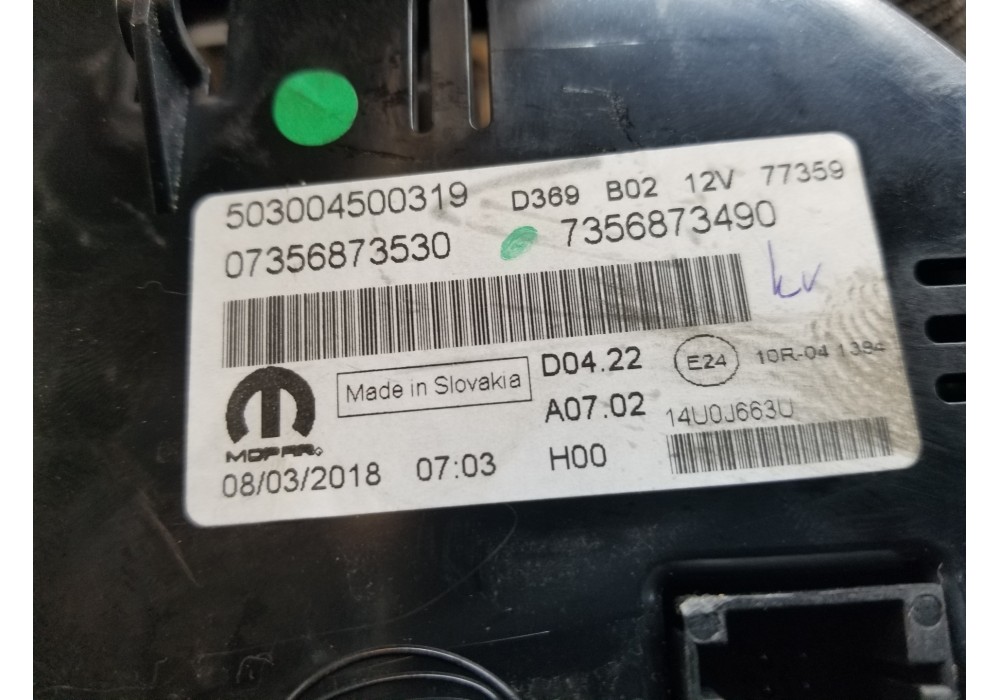 503004500319 D369 B02 12V 77359
07356873530 7356873490
kv
MOPAR
Made in Slovakia
D04.22
E24
10R-04 1394
A07.02
14U0J663U
08/03/2018 07:03 H00